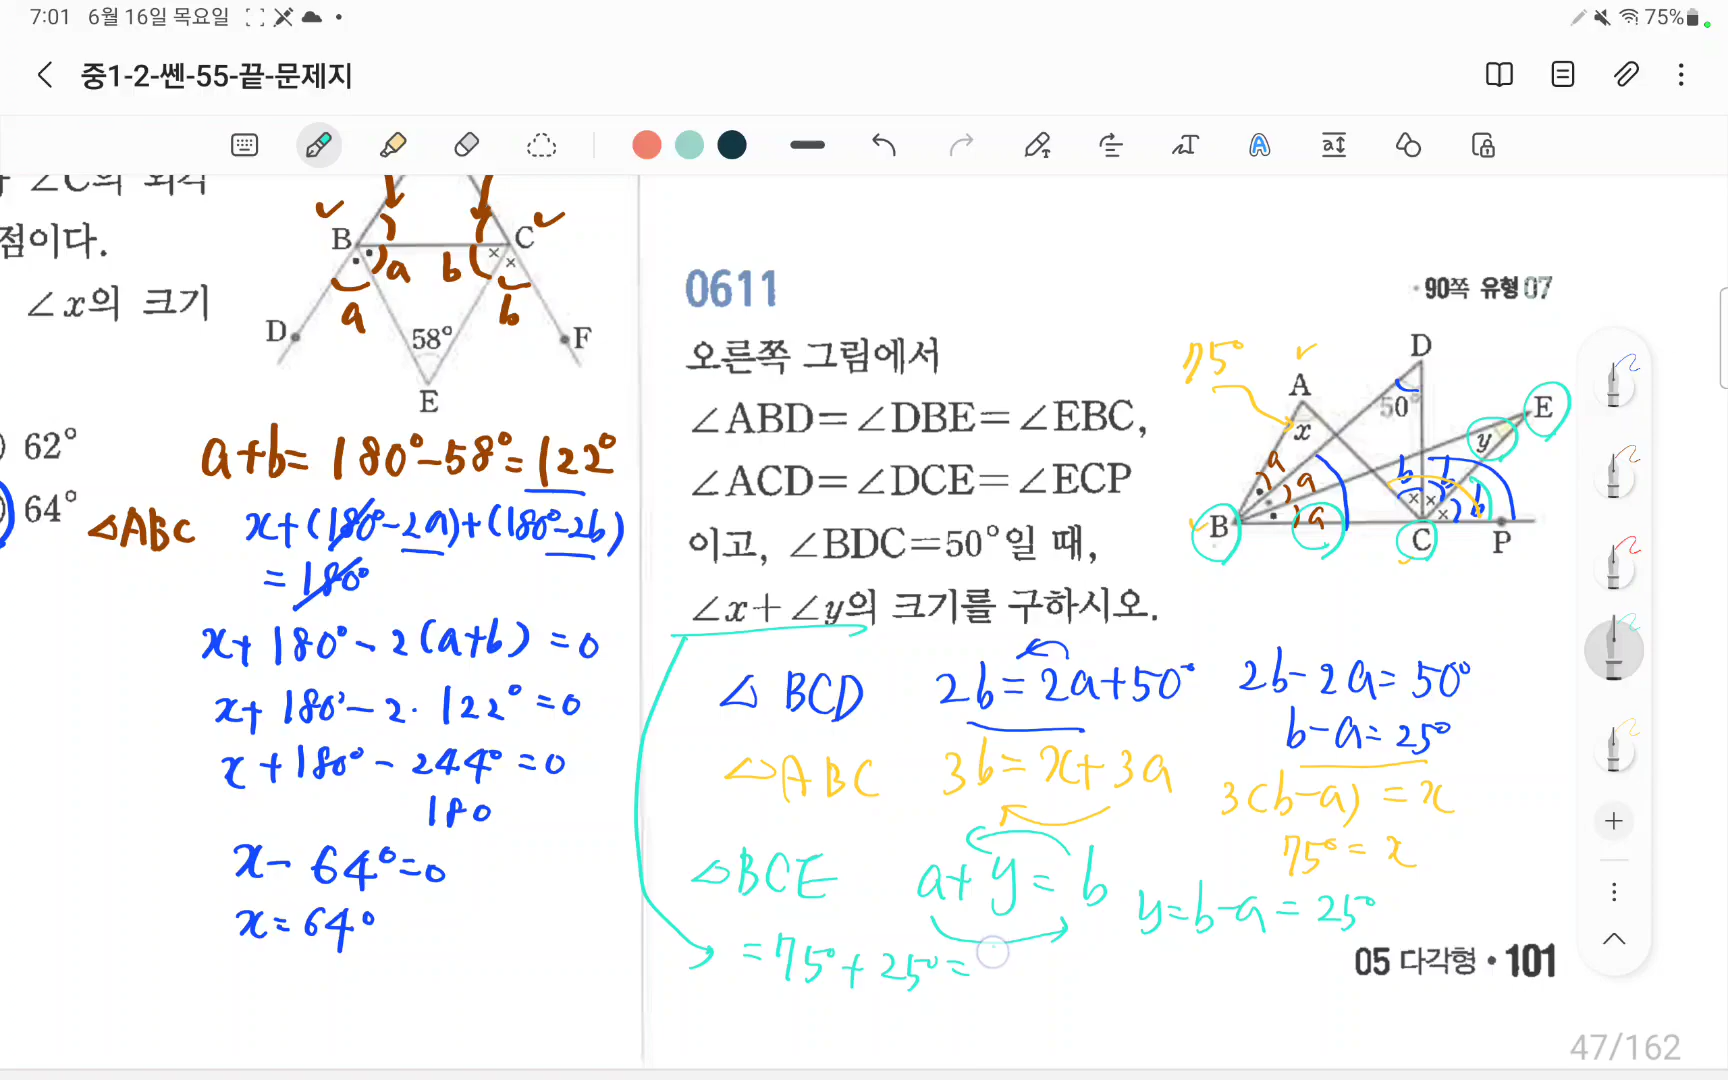 7:01 6월 16일 목요일
75%
중1-2-쎈-55-끝-문제지
∠C의 외각
점이다.
∠x의 크기
B
C
a
b
a
b
D
58°
F
E
62°
64°
a+b= 180°-58°=122°
△ABC x+(180°-2a)+(180°-2b)
= 180°
x+ 180°- 2(a+b) =0
x+ 180°- 2· 122° =0
x+180° - 244° =0
180
x- 64°=0
x=64°
0611
90쪽 유형 07
오른쪽 그림에서
∠ABD=∠DBE=∠EBC,
∠ACD=∠DCE=∠ECP
이고, ∠BDC=50°일 때,
∠x+∠y의 크기를 구하시오.
75°
D
A
50°
E
x
y
a
a
a
b
b
b
B
C
P
△ BCD 2b= 2a+50° 2b-2a=50°
b-a=25°
△ABC 3b=x+3a 3(b-a) =x
75°= x
△BCE a+y= b y=b-a= 25°
=75°+ 25°=
05 다각형 • 101
47/162